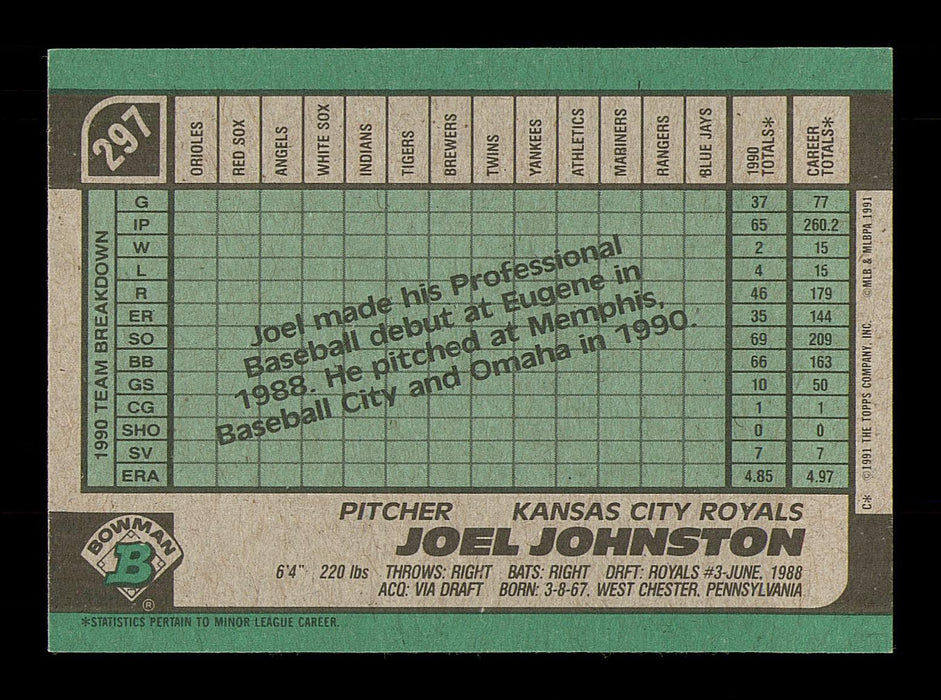 297
ORIOLES RED SOX ANGELS WHITE SOX INDIANS TIGERS BREWERS TWINS YANKEES ATHLETICS MARINERS RANGERS BLUE JAYS 1990 TOTALS* CAREER TOTALS*
1990 TEAM BREAKDOWN
G 37 77
IP 65 260.2
W 2 15
L 4 15
R 46 179
ER 35 144
SO 69 209
BB 66 163
GS 10 50
CG 1 1
SHO 0 0
SV 7 7
ERA 4.85 4.97
Joel made his Professional
Baseball debut at Eugene in
1988. He pitched at Memphis,
Baseball City and Omaha in 1990.
C* ©1991 THE TOPPS COMPANY, INC. ©MLB & MLBPA 1991
PITCHER KANSAS CITY ROYALS
JOEL JOHNSTON
6'4" 220 lbs THROWS: RIGHT BATS: RIGHT DRFT: ROYALS #3-JUNE, 1988
ACQ: VIA DRAFT BORN: 3-8-67, WEST CHESTER, PENNSYLVANIA
BOWMAN
B
®
*STATISTICS PERTAIN TO MINOR LEAGUE CAREER.